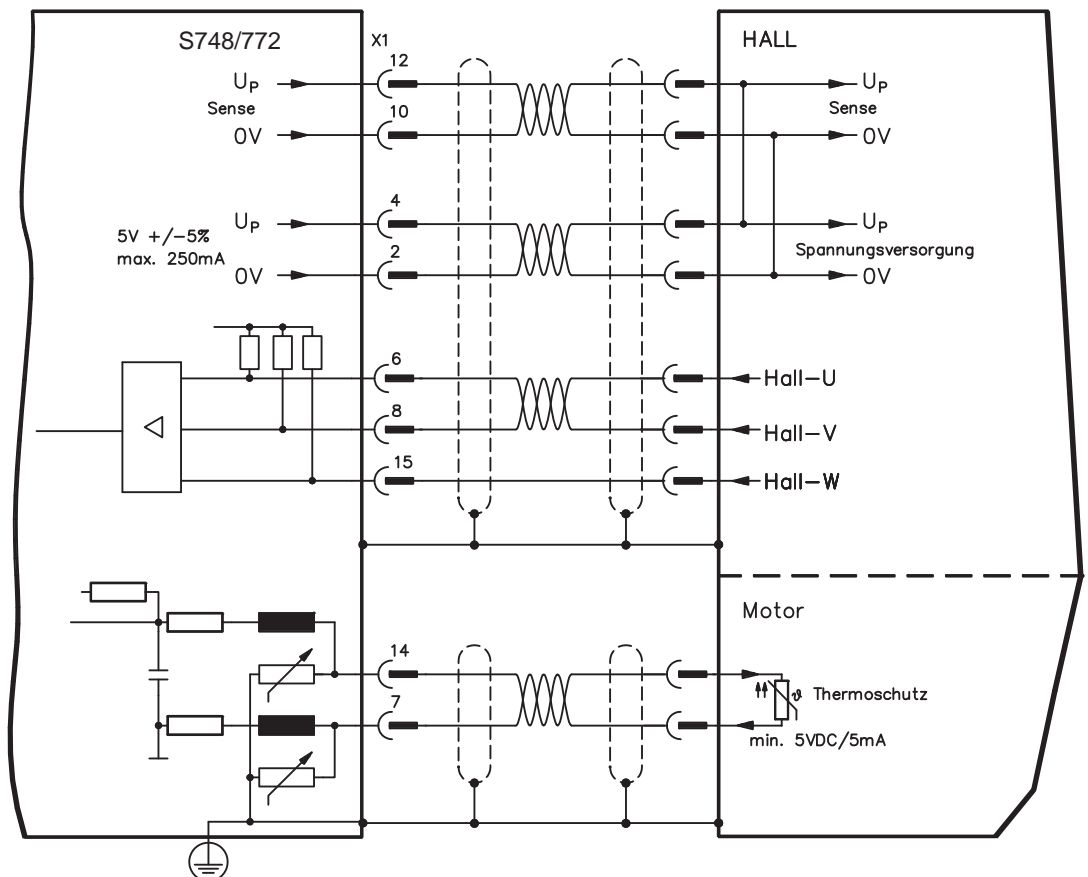 S748/772
X1
HALL
12
U_P
U_P
Sense
Sense
10
0V
0V
4
U_P
U_P
5V +/-5%
max. 250mA
Spannungsversorgung
2
0V
0V
6
Hall-U
8
Hall-V
15
Hall-W
Motor
14
ϑ Thermoschutz
7
min. 5VDC/5mA